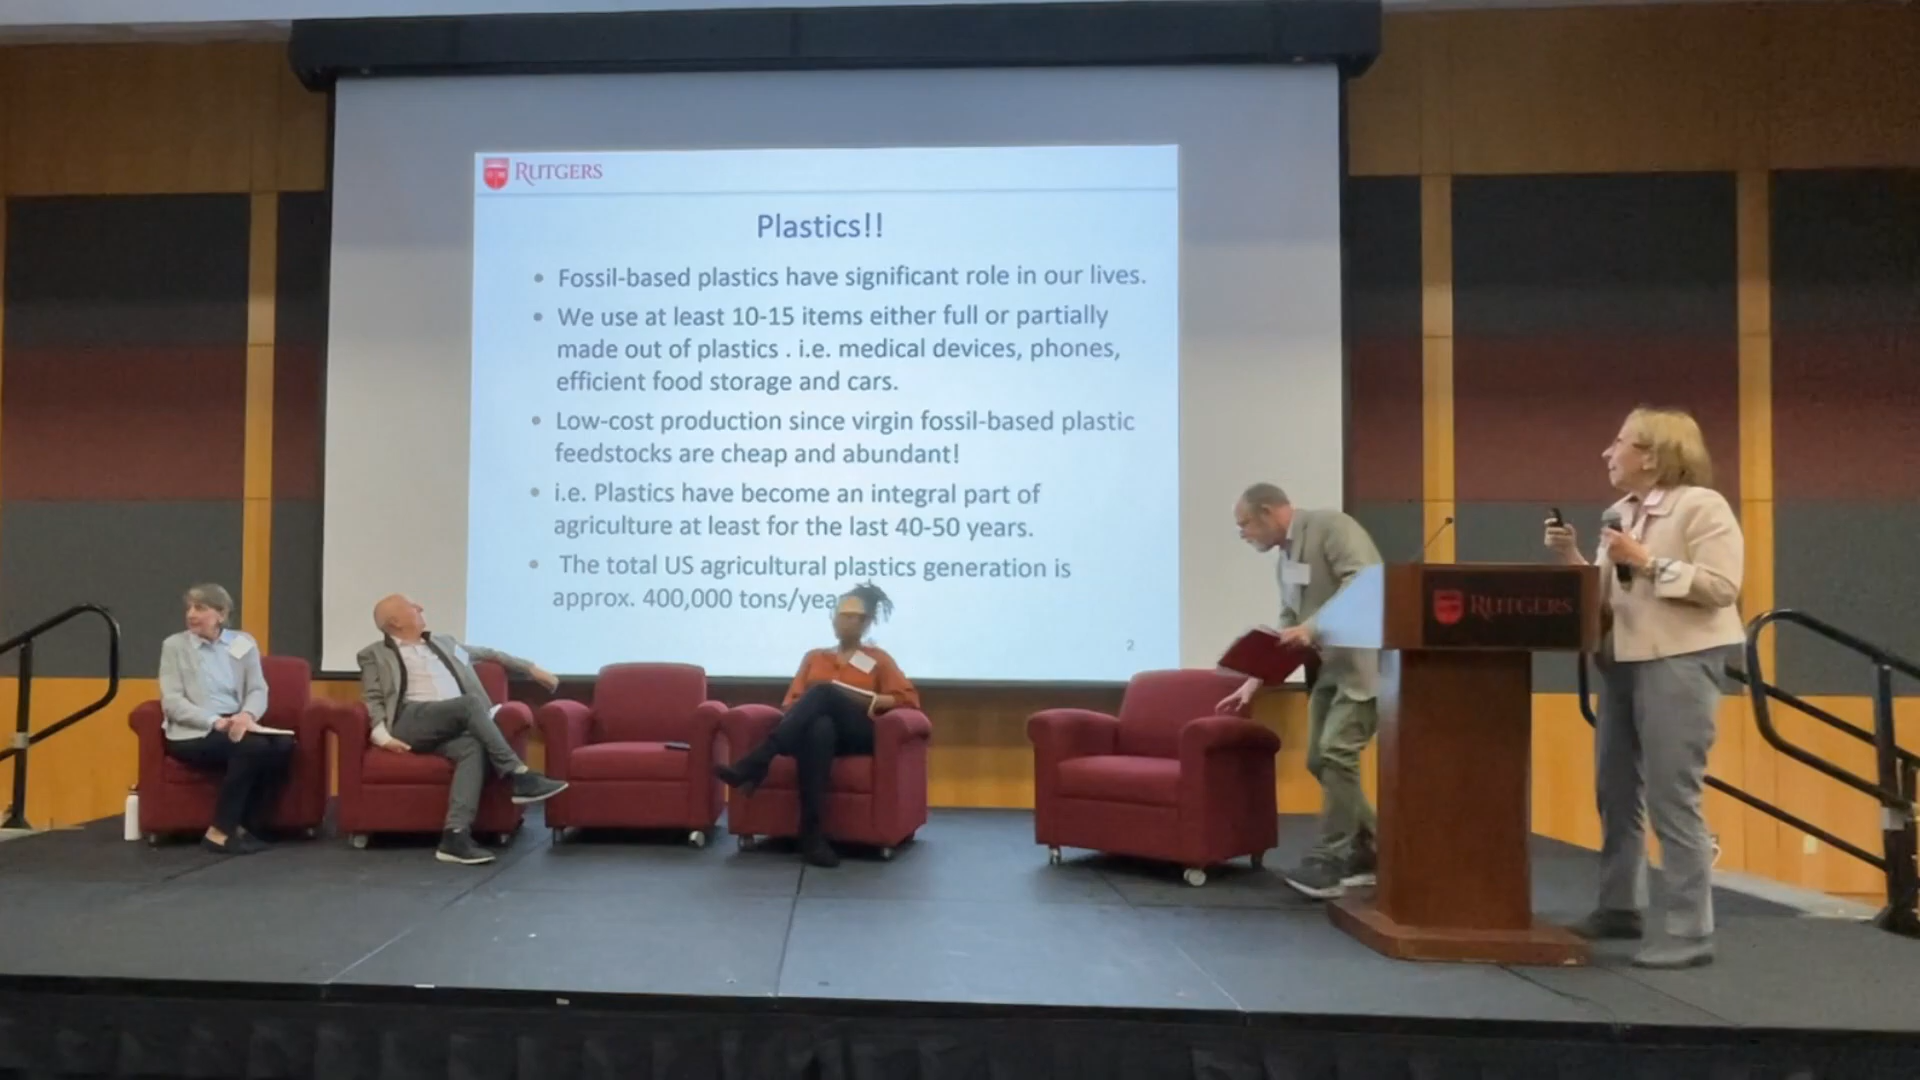 RUTGERS
Plastics!!
• Fossil-based plastics have significant role in our lives.
• We use at least 10-15 items either full or partially
made out of plastics . i.e. medical devices, phones,
efficient food storage and cars.
• Low-cost production since virgin fossil-based plastic
feedstocks are cheap and abundant!
• i.e. Plastics have become an integral part of
agriculture at least for the last 40-50 years.
• The total US agricultural plastics generation is
approx. 400,000 tons/yea
2
RUTGERS